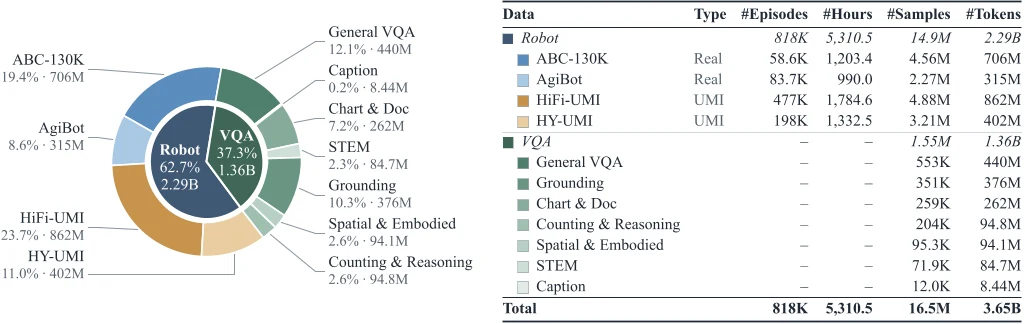 General VQA
12.1% · 440M
ABC-130K
19.4% · 706M
Caption
0.2% · 8.44M
Chart & Doc
7.2% · 262M
AgiBot
8.6% · 315M
STEM
2.3% · 84.7M
Robot
62.7%
2.29B
VQA
37.3%
1.36B
Grounding
10.3% · 376M
HiFi-UMI
23.7% · 862M
Spatial & Embodied
2.6% · 94.1M
HY-UMI
11.0% · 402M
Counting & Reasoning
2.6% · 94.8M
Data Type #Episodes #Hours #Samples #Tokens
Robot 818K 5,310.5 14.9M 2.29B
ABC-130K Real 58.6K 1,203.4 4.56M 706M
AgiBot Real 83.7K 990.0 2.27M 315M
HiFi-UMI UMI 477K 1,784.6 4.88M 862M
HY-UMI UMI 198K 1,332.5 3.21M 402M
VQA – – 1.55M 1.36B
General VQA – – 553K 440M
Grounding – – 351K 376M
Chart & Doc – – 259K 262M
Counting & Reasoning – – 204K 94.8M
Spatial & Embodied – – 95.3K 94.1M
STEM – – 71.9K 84.7M
Caption – – 12.0K 8.44M
Total 818K 5,310.5 16.5M 3.65B